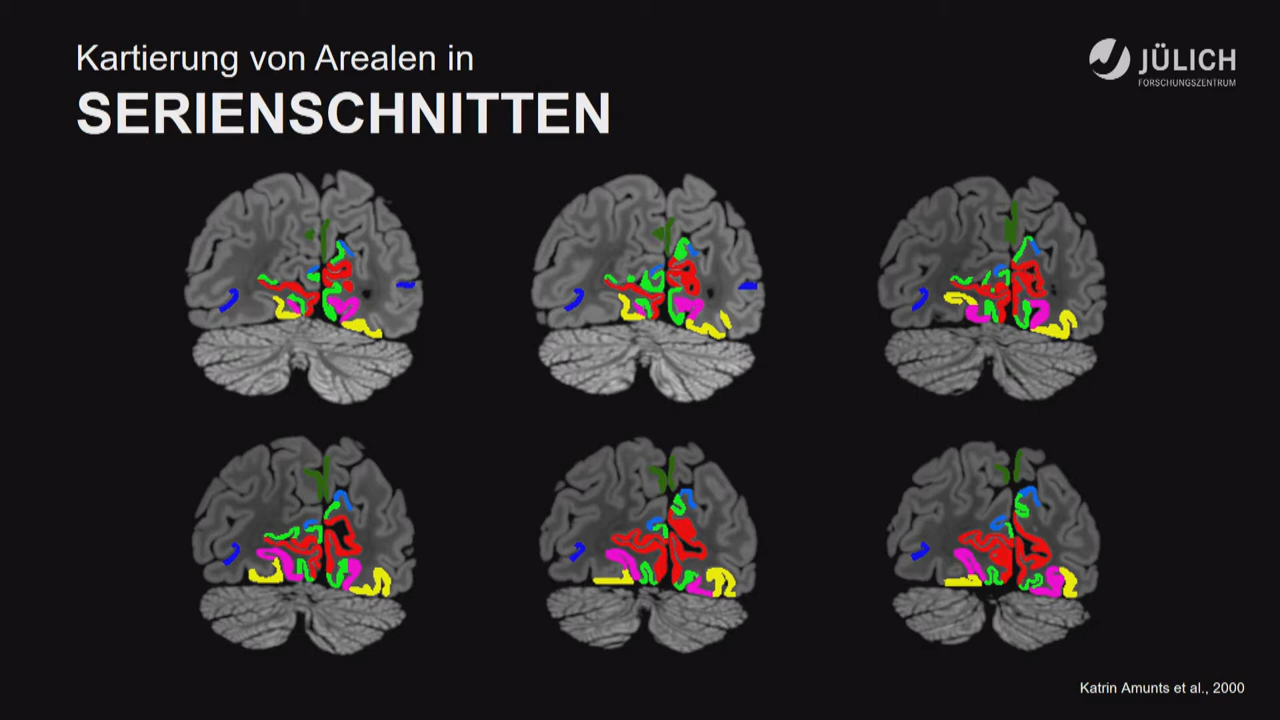 Kartierung von Arealen in
SERIENSCHNITTEN
JÜLICH
FORSCHUNGSZENTRUM
Katrin Amunts et al., 2000